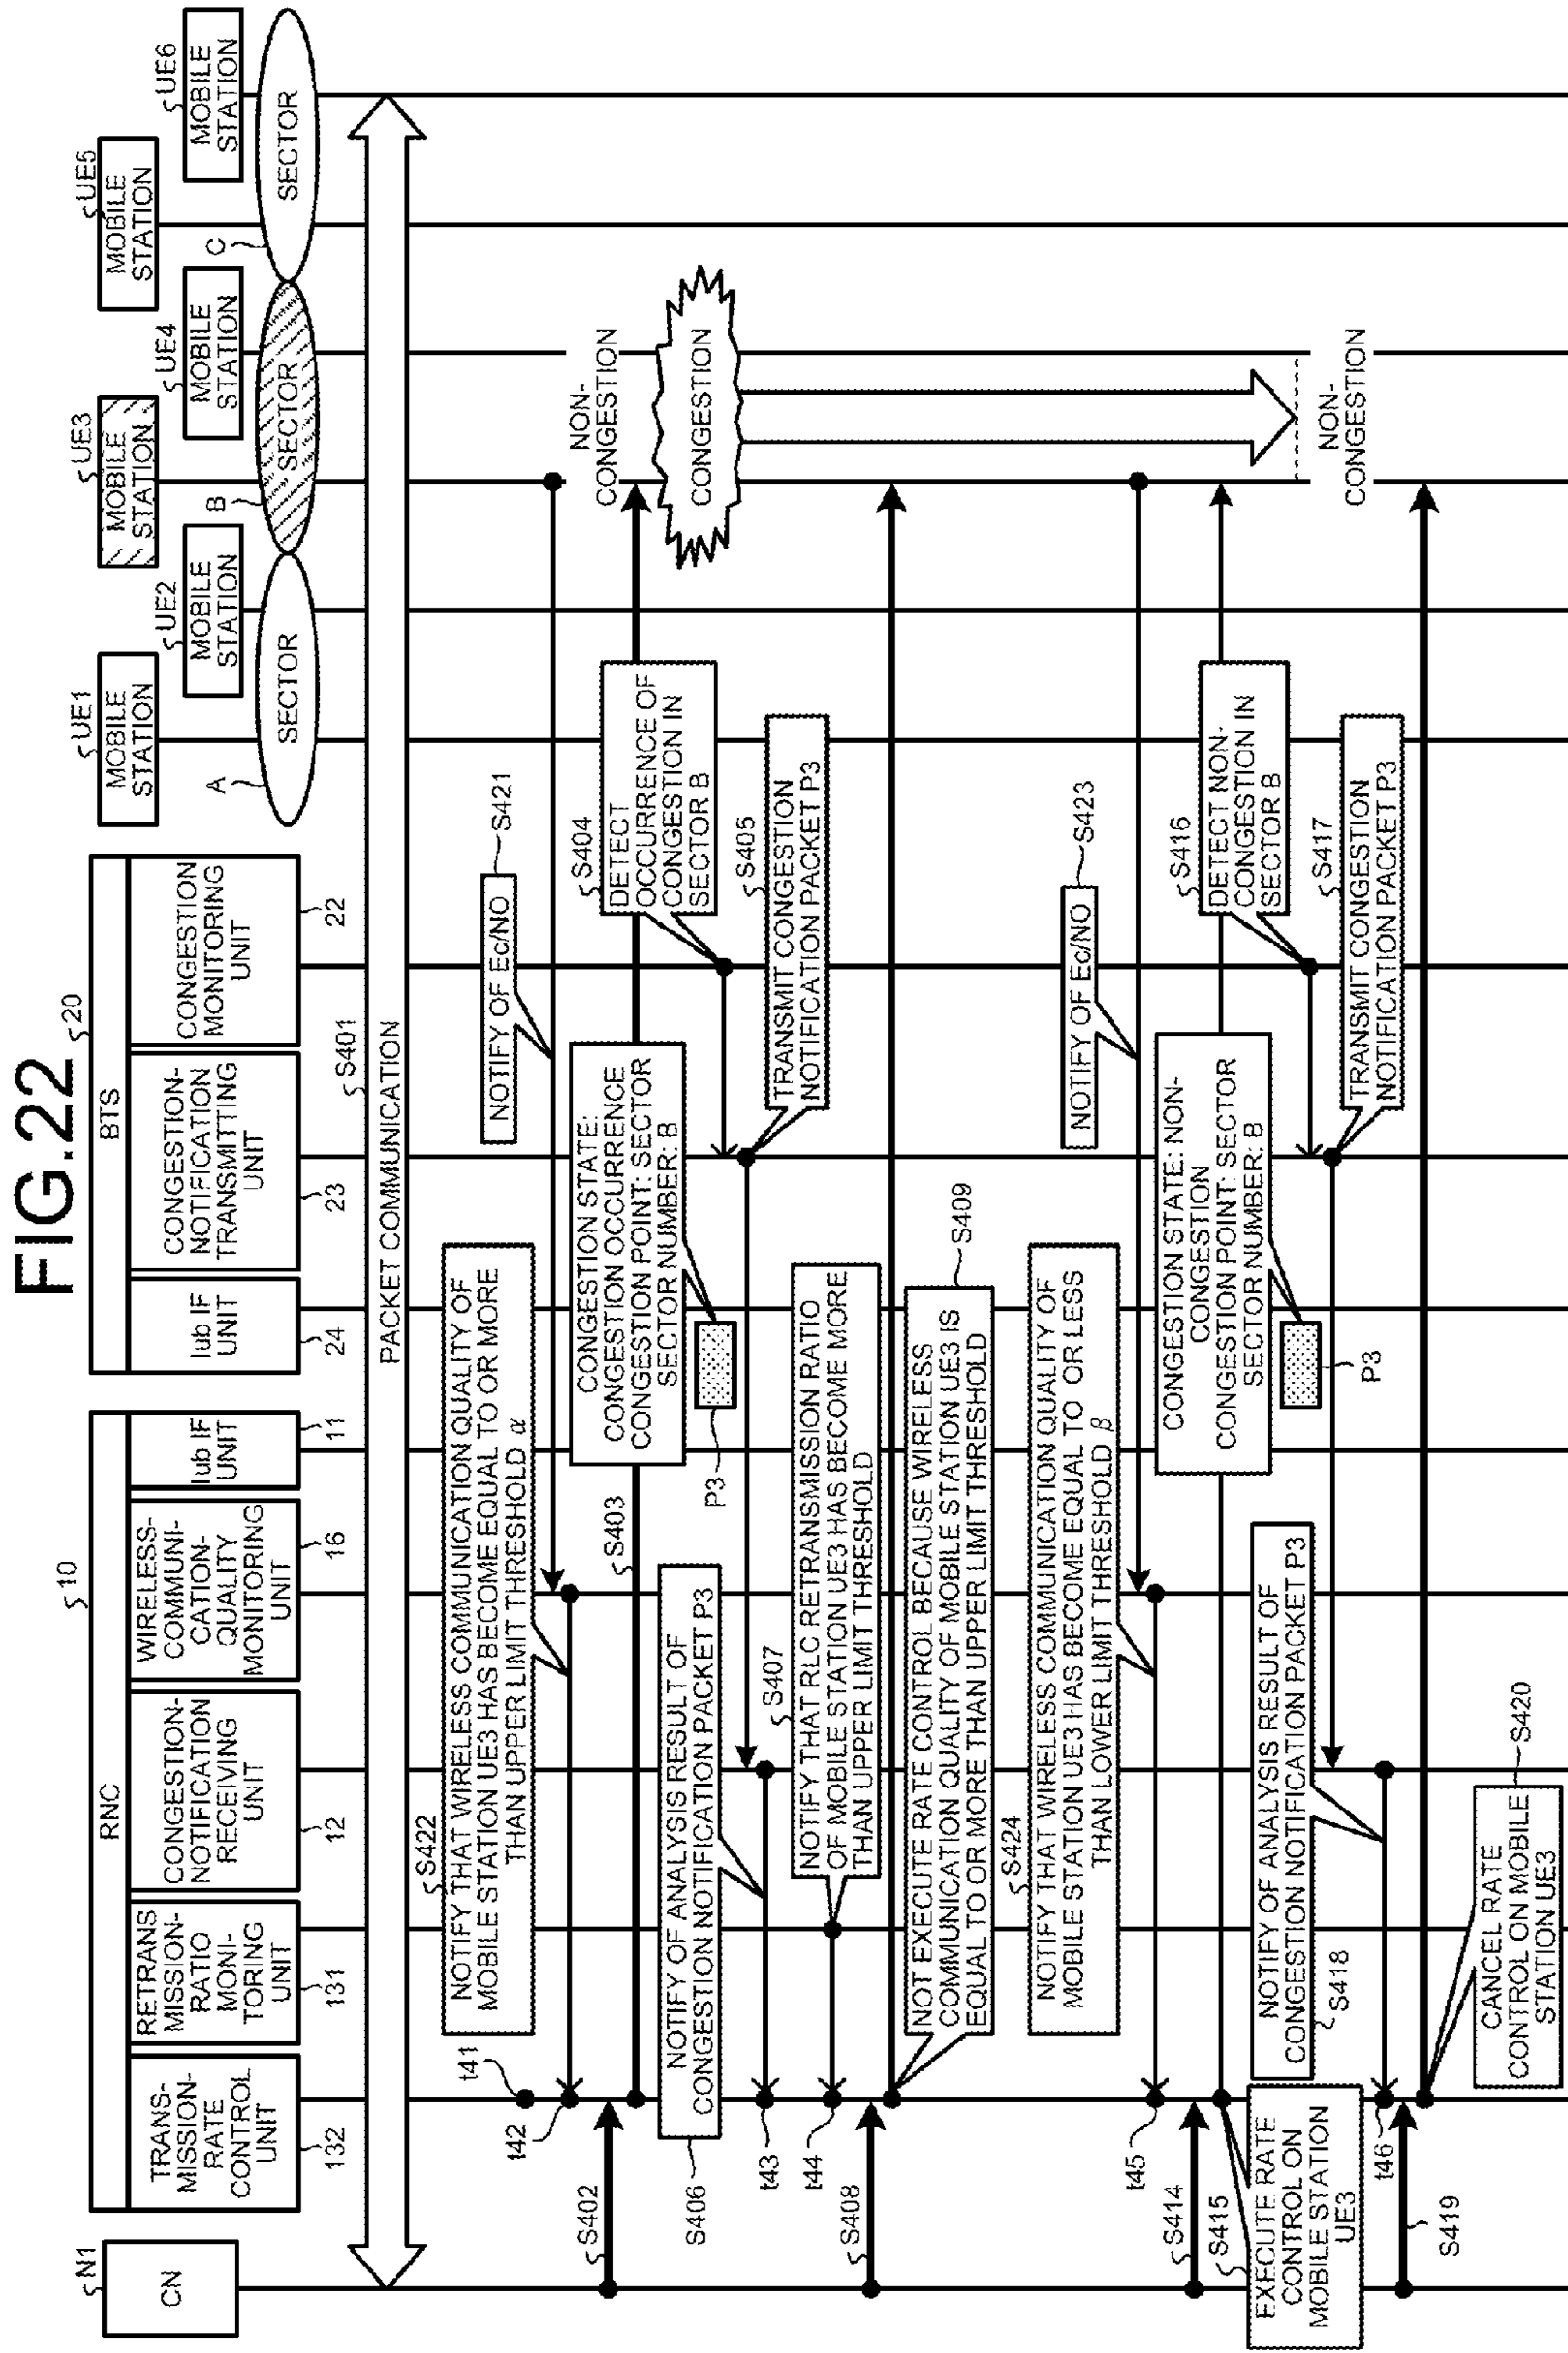 FIG.22
N1
CN
10
RNC
TRANS-
MISSION-
RATE
CONTROL
UNIT
132
RETRANS
MISSION-
RATIO
MONI-
TORING
UNIT
131
CONGESTION-
NOTIFICATION
RECEIVING
UNIT
12
WIRELESS-
COMMUNI-
CATION-
QUALITY
MONITORING
UNIT
16
Iub IF
UNIT
11
20
BTS
Iub IF
UNIT
24
CONGESTION-
NOTIFICATION
TRANSMITTING
UNIT
23
CONGESTION
MONITORING
UNIT
22
UE1
MOBILE
STATION
UE2
MOBILE
STATION
UE3
MOBILE
STATION
UE4
MOBILE
STATION
UE5
MOBILE
STATION
UE6
MOBILE
STATION
A
SECTOR
B
SECTOR
C
SECTOR
S401
PACKET COMMUNICATION
S422
NOTIFY THAT WIRELESS COMMUNICATION QUALITY OF
MOBILE STATION UE3 HAS BECOME EQUAL TO OR MORE
THAN UPPER LIMIT THRESHOLD α
NOTIFY OF Ec/NO
S421
t41
t42
S402
S403
NON-
CONGESTION
CONGESTION STATE:
CONGESTION OCCURRENCE
CONGESTION POINT: SECTOR
SECTOR NUMBER: B
P3
S404
DETECT
OCCURRENCE OF
CONGESTION IN
SECTOR B
CONGESTION
S405
TRANSMIT CONGESTION
NOTIFICATION PACKET P3
S406
NOTIFY OF ANALYSIS RESULT OF
CONGESTION NOTIFICATION PACKET P3
t43
S407
NOTIFY THAT RLC RETRANSMISSION RATIO
OF MOBILE STATION UE3 HAS BECOME MORE
THAN UPPER LIMIT THRESHOLD
t44
S408
S409
NOT EXECUTE RATE CONTROL BECAUSE WIRELESS
COMMUNICATION QUALITY OF MOBILE STATION UE3 IS
EQUAL TO OR MORE THAN UPPER LIMIT THRESHOLD
S424
NOTIFY THAT WIRELESS COMMUNICATION QUALITY OF
MOBILE STATION UE3 HAS BECOME EQUAL TO OR LESS
THAN LOWER LIMIT THRESHOLD β
NOTIFY OF Ec/NO
S423
t45
S414
S415
EXECUTE RATE
CONTROL ON
MOBILE STATION
UE3
CONGESTION STATE: NON-
CONGESTION
CONGESTION POINT: SECTOR
SECTOR NUMBER: B
P3
S416
DETECT NON-
CONGESTION IN
SECTOR B
NON-
CONGESTION
S417
TRANSMIT CONGESTION
NOTIFICATION PACKET P3
NOTIFY OF ANALYSIS RESULT OF
CONGESTION NOTIFICATION PACKET P3
S418
t46
S419
CANCEL RATE
CONTROL ON MOBILE
STATION UE3
S420